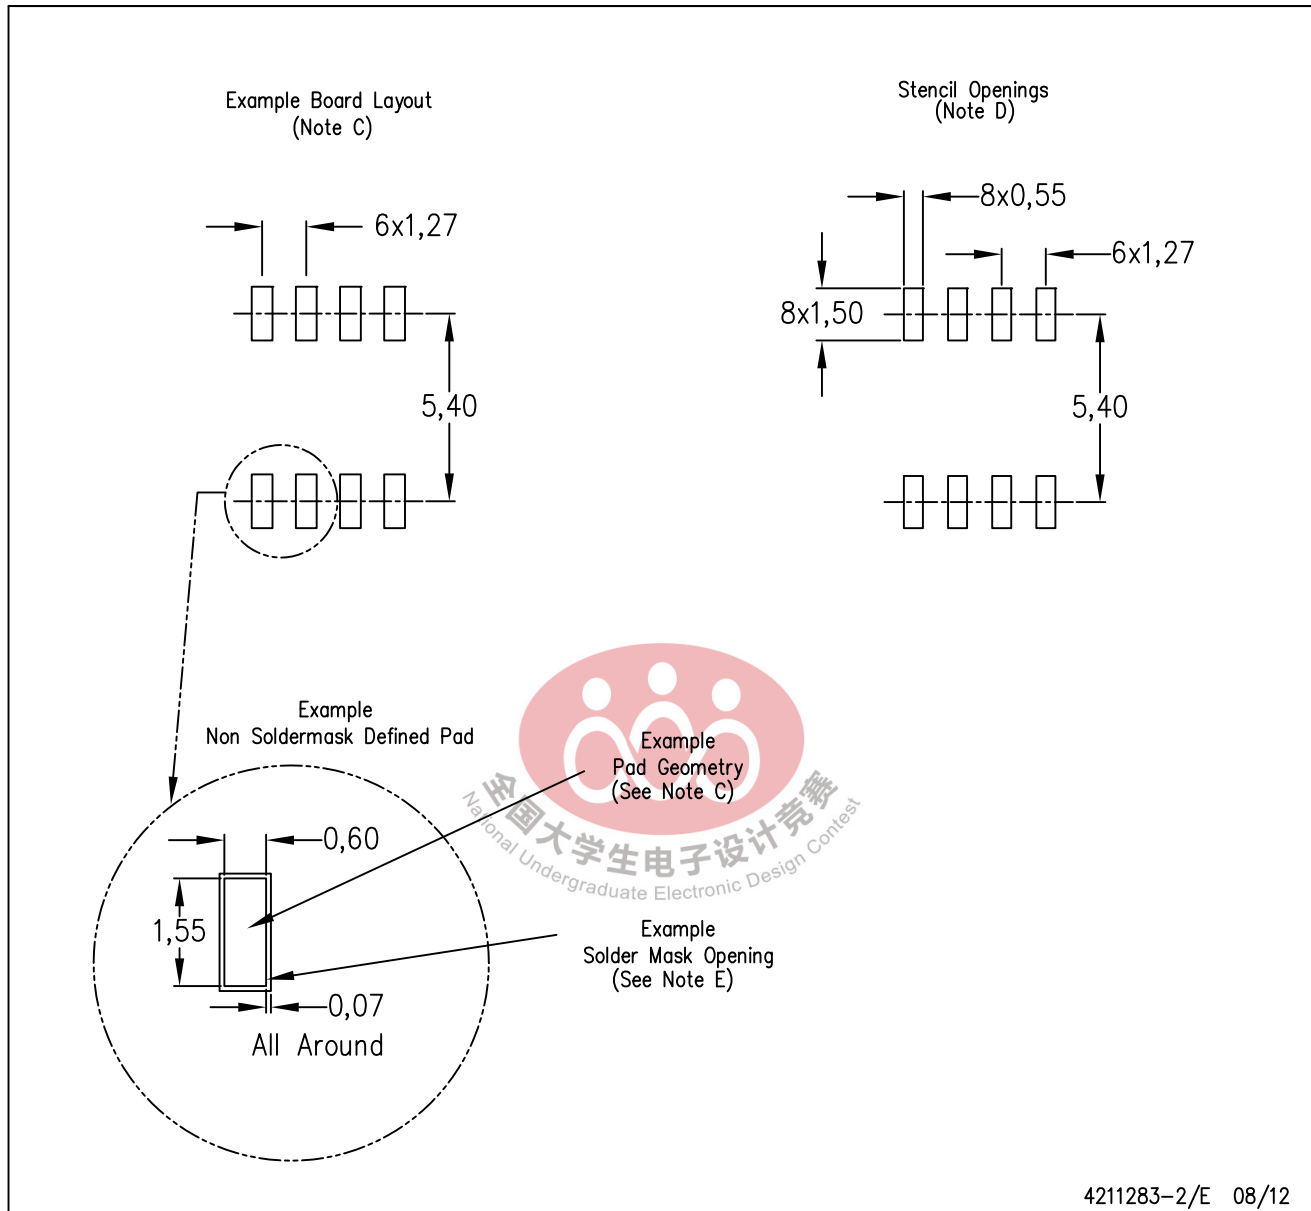 Example Board Layout
(Note C)
Stencil Openings
(Note D)
6x1,27
8x0,55
6x1,27
8x1,50
5,40
5,40
Example
Non Soldermask Defined Pad
Example
Pad Geometry
(See Note C)
全国大学生电子设计竞赛
National Undergraduate Electronic Design Contest
0,60
1,55
Example
Solder Mask Opening
(See Note E)
0,07
All Around
4211283-2/E 08/12